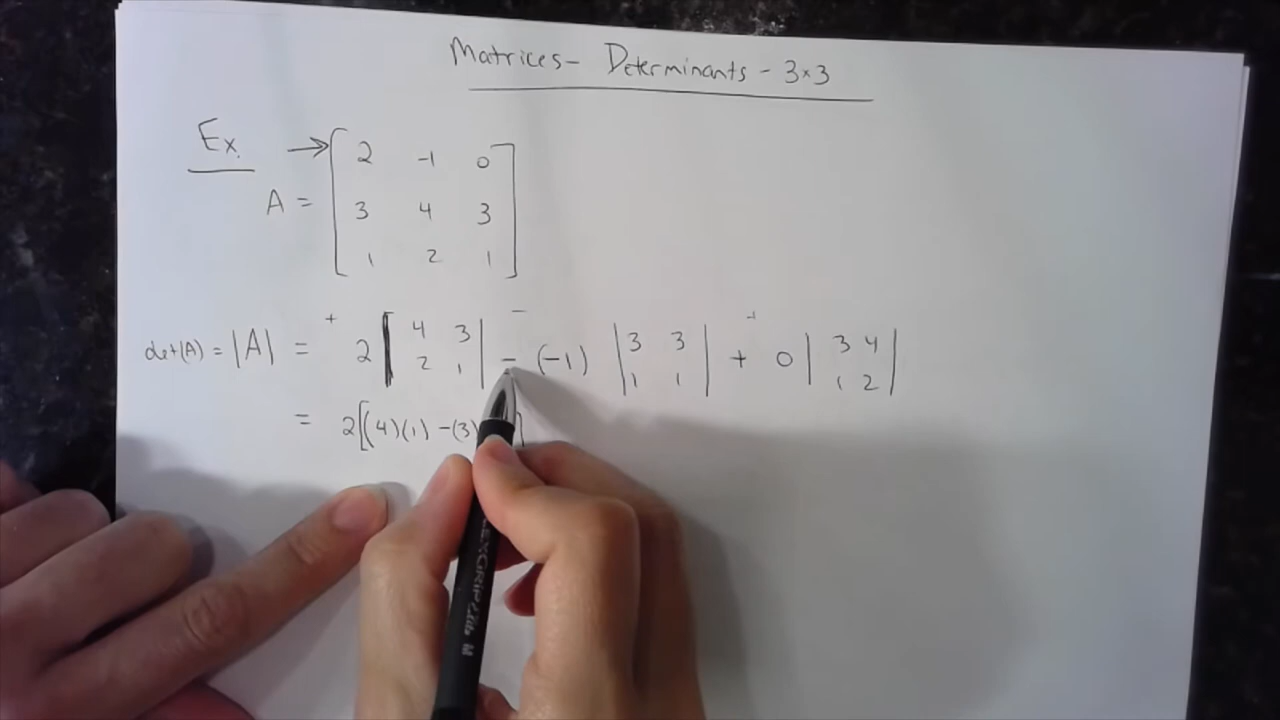 Matrices- Determinants - 3×3
Ex. → 2 -1 0
A = 3 4 3
1 2 1
+ - +
4 3 3 3 3 4
det(A) = |A| = 2 - (-1) + 0
2 1 1 1 1 2
= 2[(4)(1) -(3)